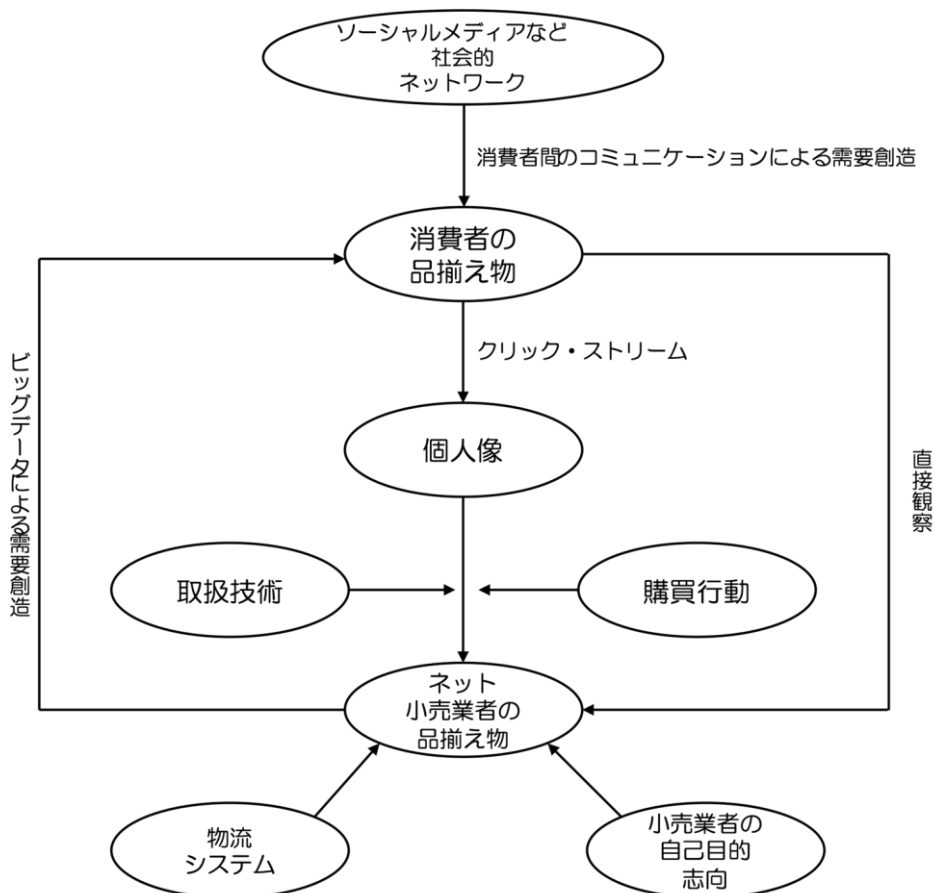 ソーシャルメディアなど
社会的
ネットワーク
消費者間のコミュニケーションによる需要創造
消費者の
品揃え物
クリック・ストリーム
ビッグデータによる需要創造
個人像
直接観察
取扱技術
購買行動
ネット
小売業者の
品揃え物
物流
システム
小売業者の
自己目的
志向